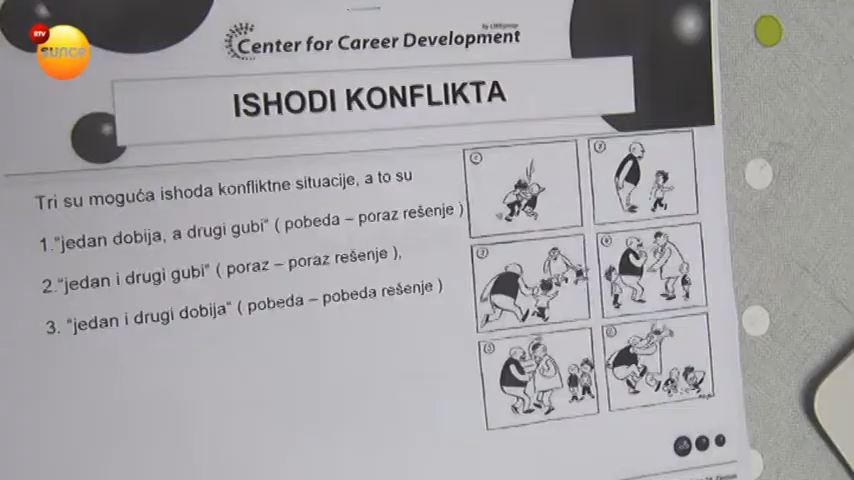 RTV
SUNCE
Center for Career Development
ISHODI KONFLIKTA
Tri su moguća ishoda konfliktne situacije, a to su
1."jedan dobija, a drugi gubi" ( pobeda – poraz rešenje )
2."jedan i drugi gubi" ( poraz – poraz rešenje ),
3. "jedan i drugi dobija" ( pobeda – pobeda rešenje )